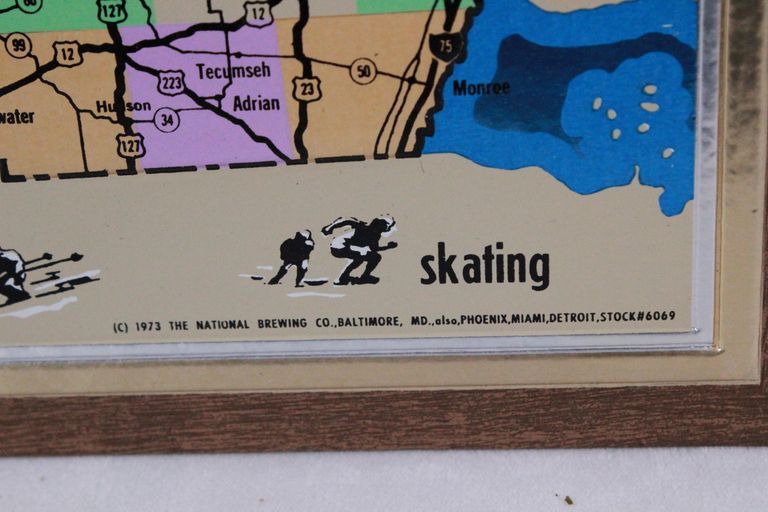 80
127
12
99
12
75
Tecumseh
50
223
23
Monroe
water
Hudson
Adrian
34
127
skating
(C) 1973 THE NATIONAL BREWING CO.,BALTIMORE, MD.,also,PHOENIX,MIAMI,DETROIT,STOCK#6069